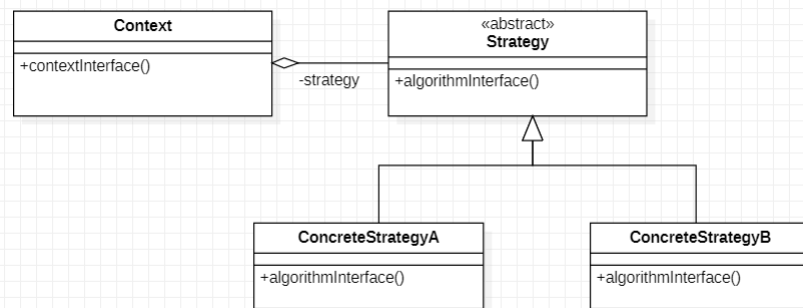 Context
+contextInterface()
-strategy
«abstract»
Strategy
+algorithmInterface()
ConcreteStrategyA
+algorithmInterface()
ConcreteStrategyB
+algorithmInterface()